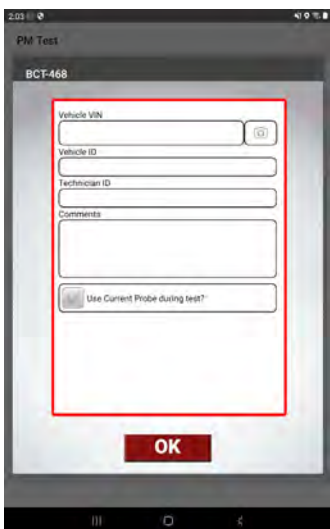 2:03
PM Test
BCT-468
Vehicle VIN
Vehicle ID
Technician ID
Comments
Use Current Probe during test?
OK